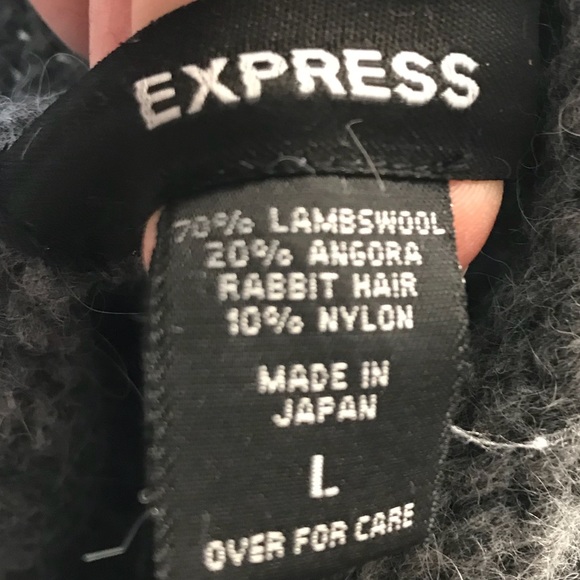 EXPRESS
70% LAMBSWOOL
20% ANGORA
RABBIT HAIR
10% NYLON
MADE IN
JAPAN
L
OVER FOR CARE